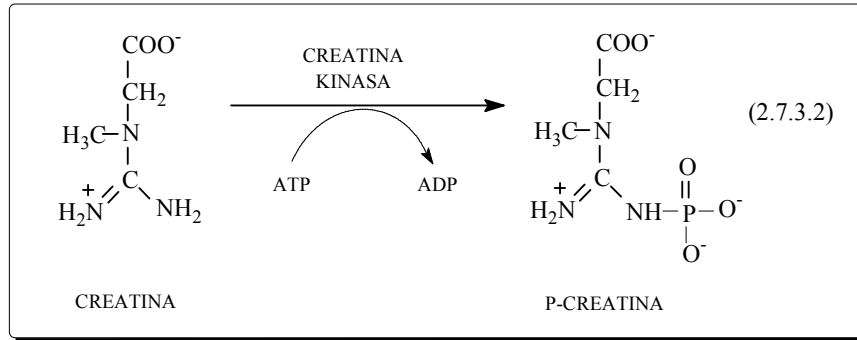 COO⁻
CH₂
H₃C–N
C
+
H₂N
NH₂
CREATINA
CREATINA
KINASA
ATP
ADP
COO⁻
CH₂
H₃C–N
C
+
H₂N
NH–P–O⁻
O
O⁻
P-CREATINA
(2.7.3.2)